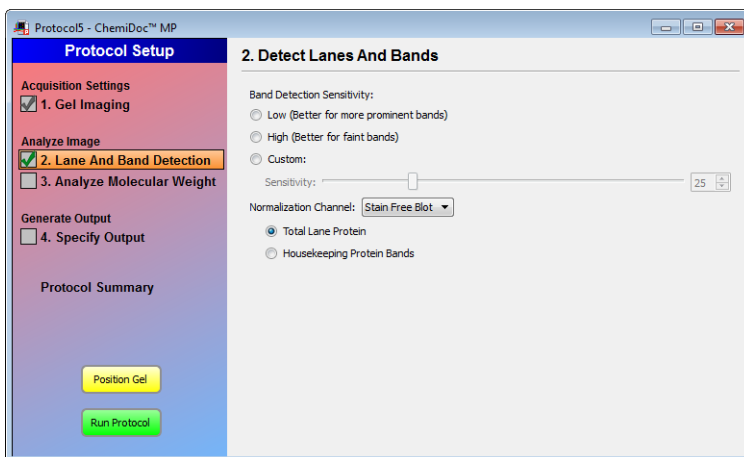 Protocol5 - ChemiDoc™ MP
Protocol Setup
Acquisition Settings
1. Gel Imaging
Analyze Image
2. Lane And Band Detection
3. Analyze Molecular Weight
Generate Output
4. Specify Output
Protocol Summary
Position Gel
Run Protocol
2. Detect Lanes And Bands
Band Detection Sensitivity:
Low (Better for more prominent bands)
High (Better for faint bands)
Custom:
Sensitivity: 25
Normalization Channel: Stain Free Blot
Total Lane Protein
Housekeeping Protein Bands